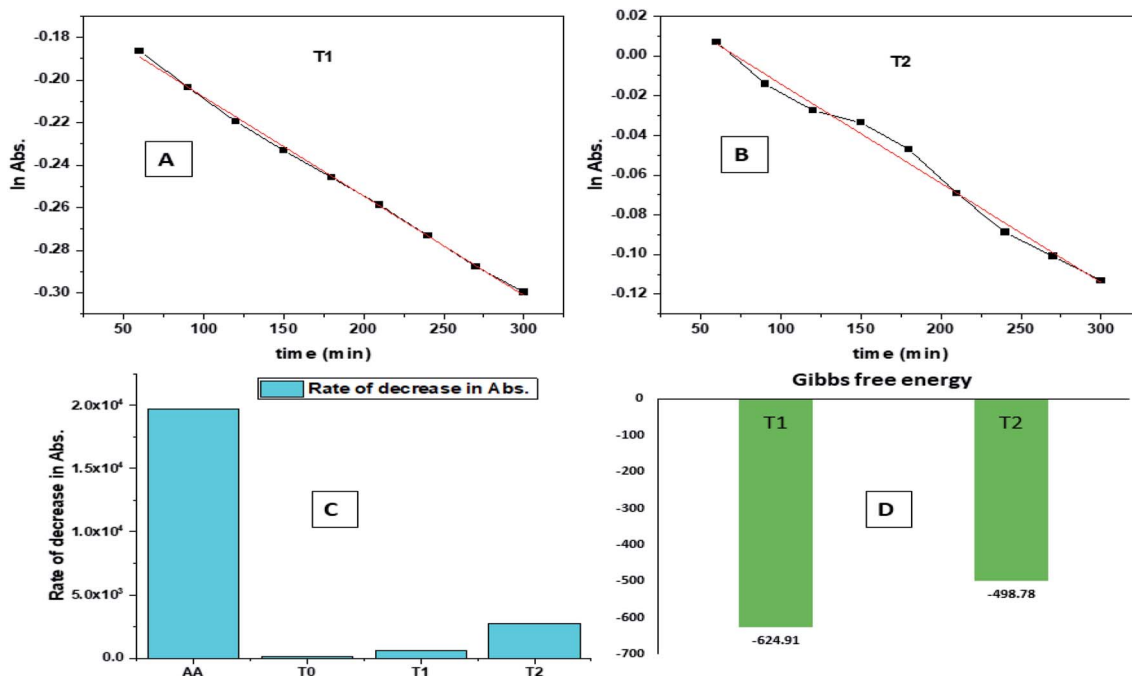 -0.18
-0.20
-0.22
-0.24
-0.26
-0.28
-0.30
ln Abs.
T1
A
50 100 150 200 250 300
time (min)
0.02
0.00
-0.02
-0.04
-0.06
-0.08
-0.10
-0.12
ln Abs.
T2
B
50 100 150 200 250 300
time (min)
Rate of decrease in Abs.
2.0x10⁴
1.5x10⁴
1.0x10⁴
5.0x10³
0.0
Rate of decrease in Abs.
C
AA T0 T1 T2
Gibbs free energy
0
-100
-200
-300
-400
-500
-600
-700
T1 T2
D
-498.78
-624.91